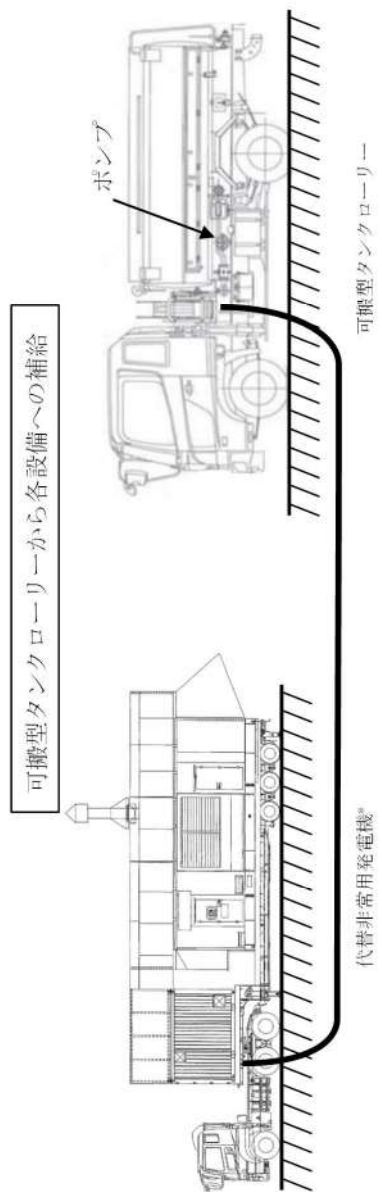 可搬型タンクローリーから各設備への補給
ポンプ
代替非常用発電機※
可搬型タンクローリー